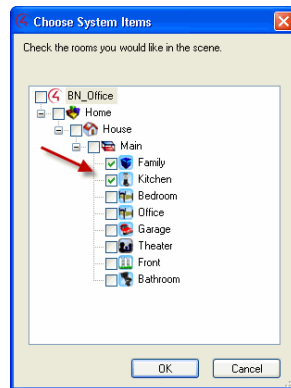 Choose System Items
Check the rooms you would like in the scene.
BN_Office
Home
House
Main
Family
Kitchen
Bedroom
Office
Garage
Theater
Front
Bathroom
OK
Cancel